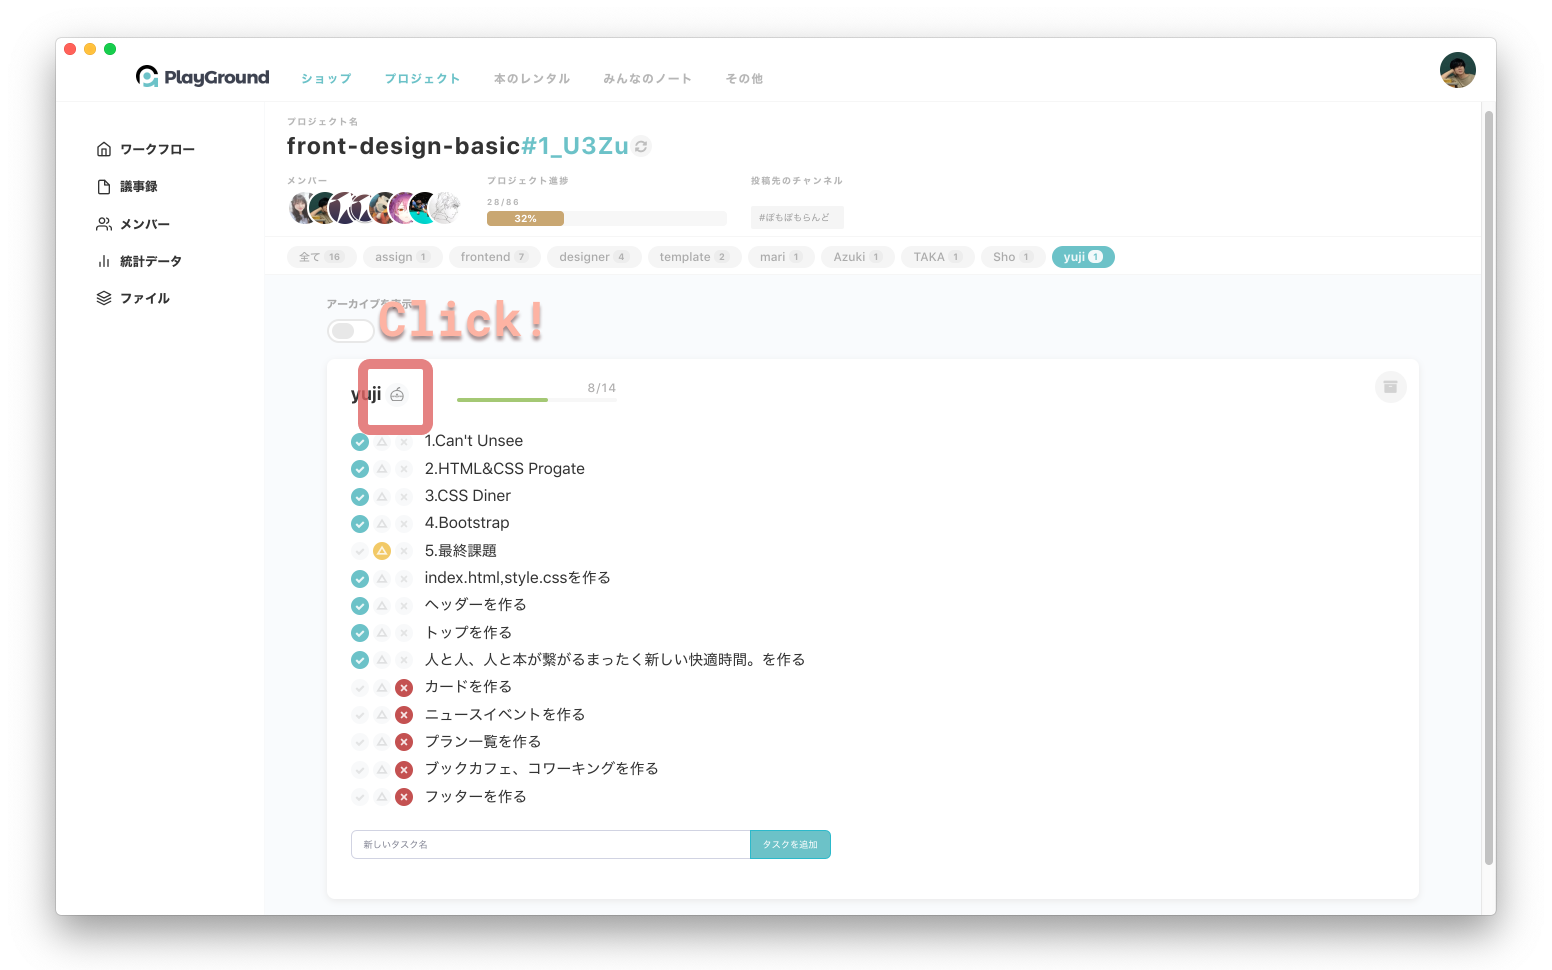 PlayGround
ショップ
プロジェクト
本のレンタル
みんなのノート
その他
ワークフロー
議事録
メンバー
統計データ
ファイル
プロジェクト名
front-design-basic#1_U3Zu
メンバー
プロジェクト進捗
投稿先のチャンネル
28/86
32%
#ぽもぽもらんど
全て 16
assign 1
frontend 7
designer 4
template 2
mari 1
Azuki 1
TAKA 1
Sho 1
yuji 1
アーカイブを表示
Click!
yuji
8/14
1.Can't Unsee
2.HTML&CSS Progate
3.CSS Diner
4.Bootstrap
5.最終課題
index.html,style.cssを作る
ヘッダーを作る
トップを作る
人と人、人と本が繋がるまったく新しい快適時間。を作る
カードを作る
ニュースイベントを作る
プラン一覧を作る
ブックカフェ、コワーキングを作る
フッターを作る
新しいタスク名
タスクを追加